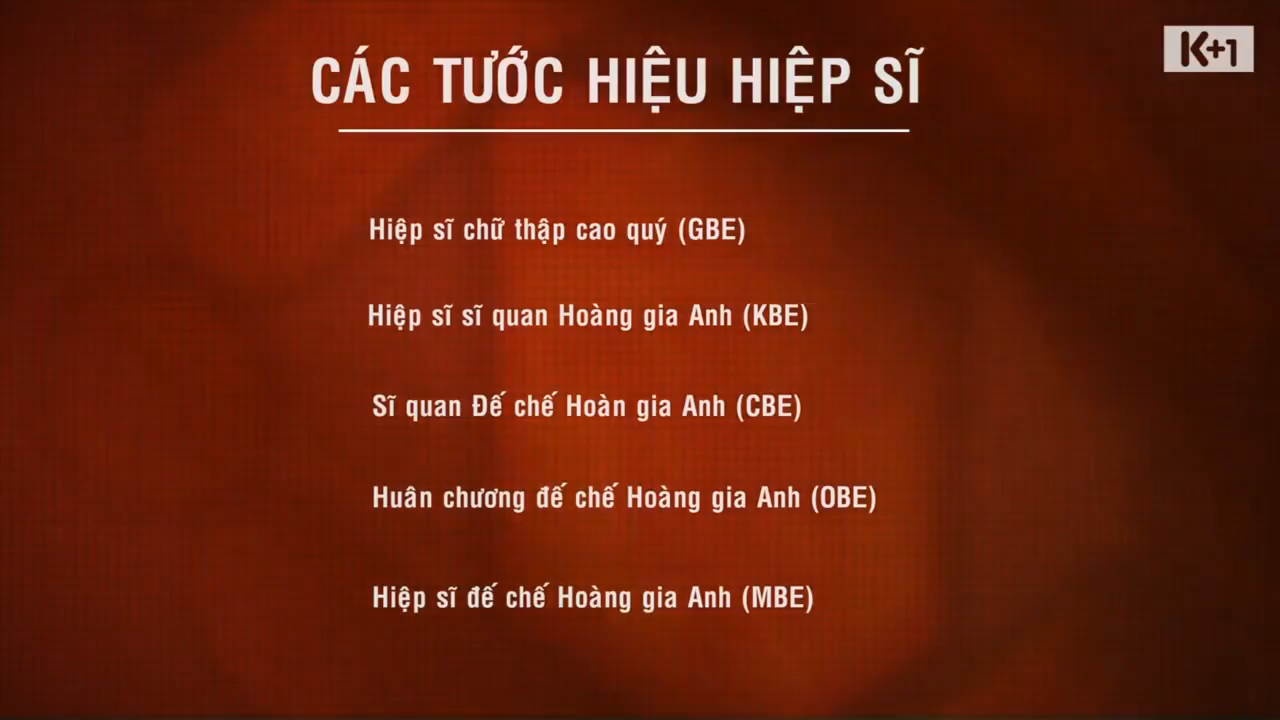 K+1
CÁC TƯỚC HIỆU HIỆP SĨ
Hiệp sĩ chữ thập cao quý (GBE)
Hiệp sĩ sĩ quan Hoàng gia Anh (KBE)
Sĩ quan Đế chế Hoàn gia Anh (CBE)
Huân chương đế chế Hoàng gia Anh (OBE)
Hiệp sĩ đế chế Hoàng gia Anh (MBE)